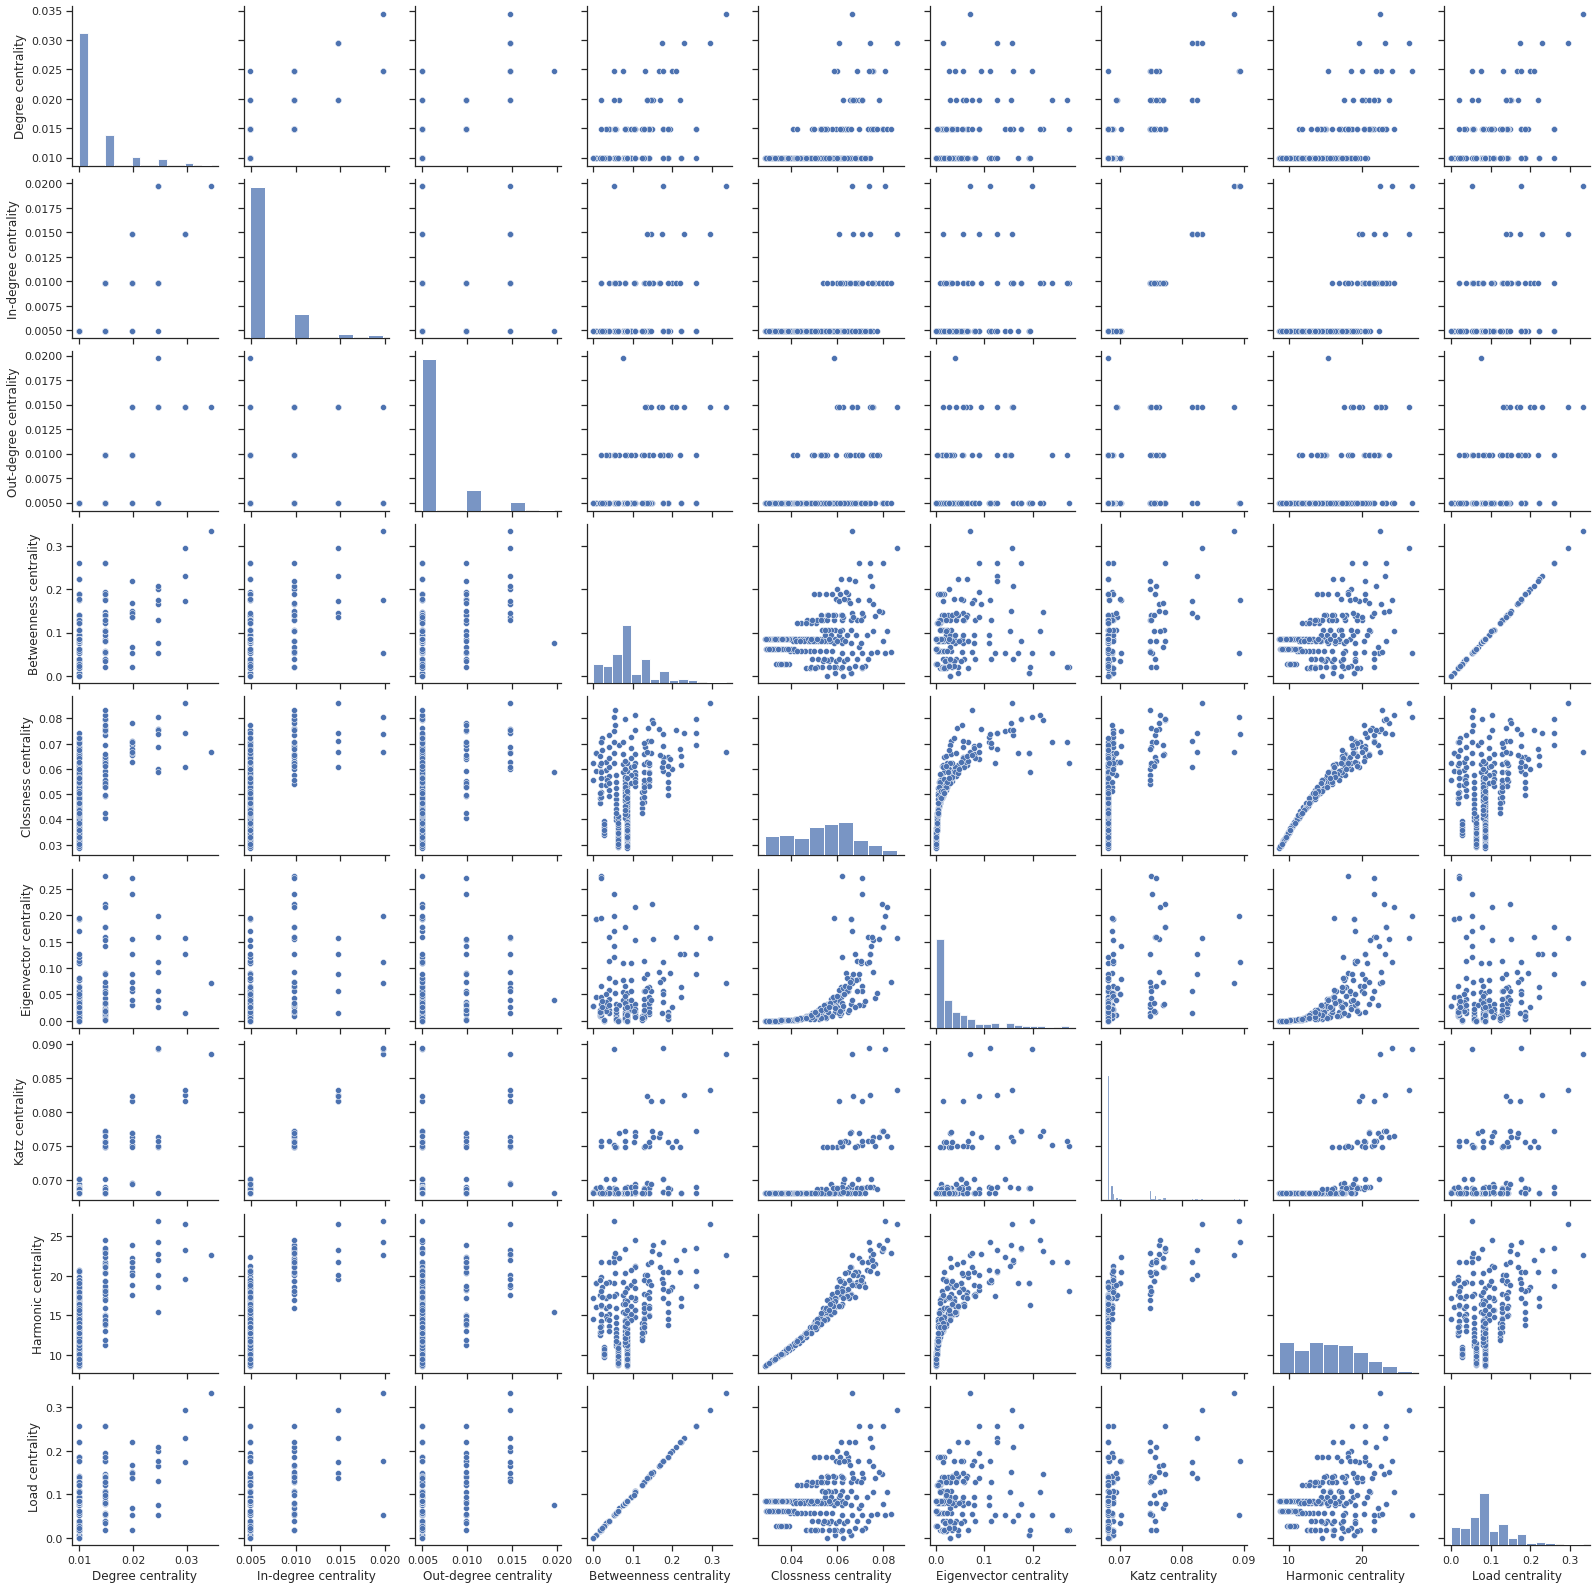 0.035
0.030
0.025
0.020
0.015
0.010
Degree centrality
0.0200
0.0175
0.0150
0.0125
0.0100
0.0075
0.0050
In-degree centrality
0.0200
0.0175
0.0150
0.0125
0.0100
0.0075
0.0050
Out-degree centrality
0.3
0.2
0.1
0.0
Betweenness centrality
0.08
0.07
0.06
0.05
0.04
0.03
Clossness centrality
0.25
0.20
0.15
0.10
0.05
0.00
Eigenvector centrality
0.090
0.085
0.080
0.075
0.070
Katz centrality
25
20
15
10
Harmonic centrality
0.3
0.2
0.1
0.0
Load centrality
0.01 0.02 0.03
0.005 0.010 0.015 0.020
0.005 0.010 0.015 0.020
0.0 0.1 0.2 0.3
0.04 0.06 0.08
0.0 0.1 0.2
0.07 0.08 0.09
10 20
0.0 0.1 0.2 0.3
Degree centrality
In-degree centrality
Out-degree centrality
Betweenness centrality
Clossness centrality
Eigenvector centrality
Katz centrality
Harmonic centrality
Load centrality